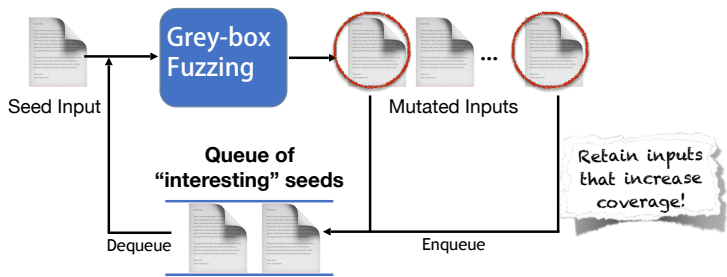 Grey-box
Fuzzing
Seed Input
...
Mutated Inputs
Queue of
“interesting” seeds
Retain inputs
that increase
coverage!
Dequeue
Enqueue